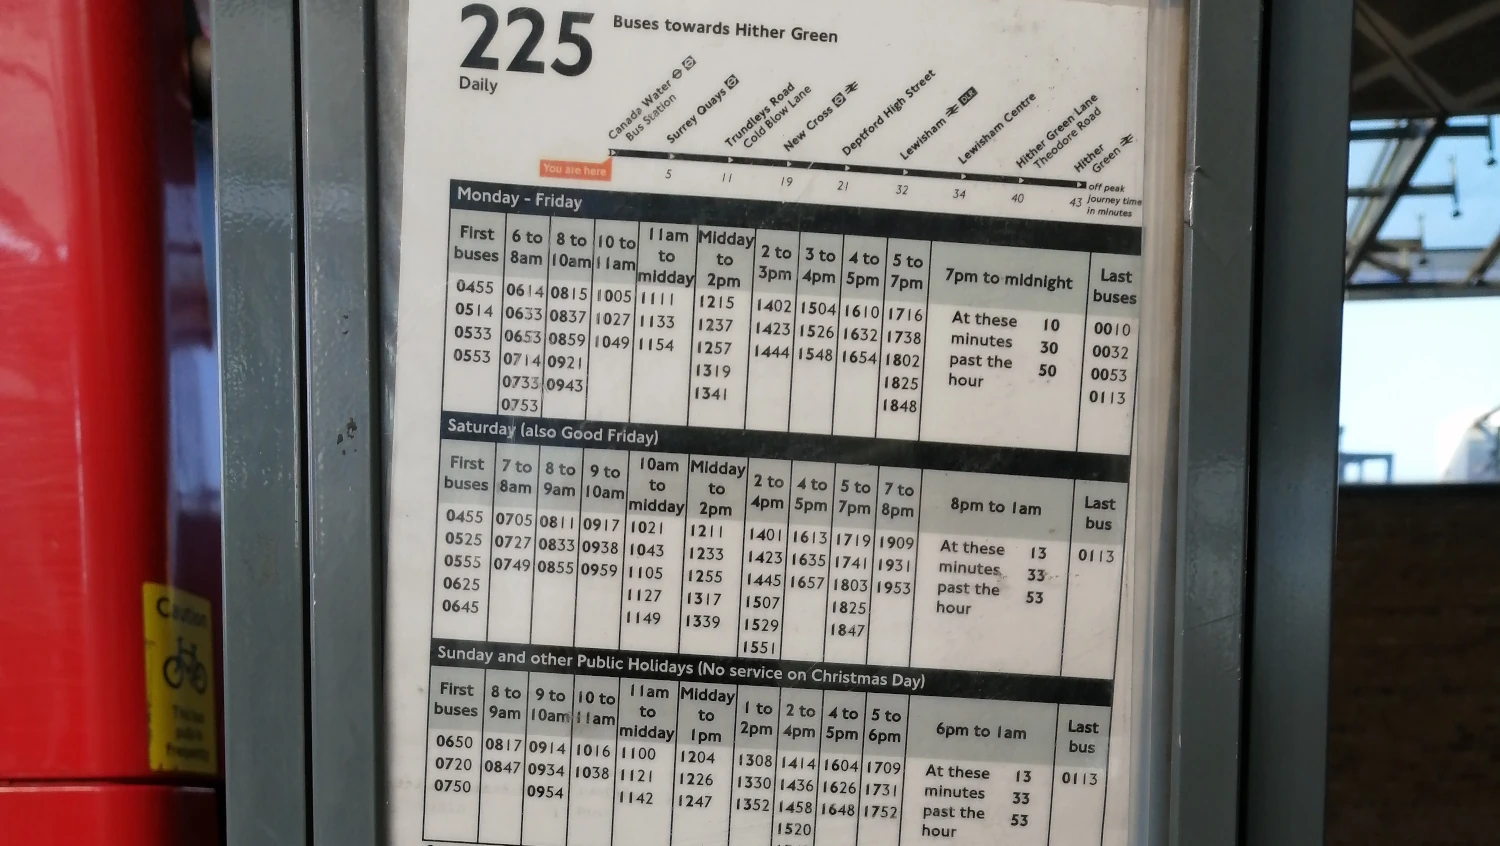 225
Daily
Buses towards Hither Green
Canada Water
Bus Station
Surrey Quays
Trundleys Road
Cold Blow Lane
New Cross
Deptford High Street
Lewisham DLR
Lewisham Centre
Hither Green Lane
Theodore Road
Hither
Green
You are here
5 11 19 21 32 34 40 43
off peak
journey time
in minutes
Monday - Friday
First buses | 6 to 8am | 8 to 10am | 10 to 11am | 11am to midday | Midday to 2pm | 2 to 3pm | 3 to 4pm | 4 to 5pm | 5 to 7pm | 7pm to midnight | Last buses
0455 0614 0815 1005 1111 1215 1402 1504 1610 1716 At these 10 0010
0514 0633 0837 1027 1133 1237 1423 1526 1632 1738 minutes 30 0032
0533 0653 0859 1049 1154 1257 1444 1548 1654 1802 past the 50 0053
0553 0714 0921 1319 1825 hour 0113
0733 0943 1341 1848
0753
Saturday (also Good Friday)
First buses | 7 to 8am | 8 to 9am | 9 to 10am | 10am to midday | Midday to 2pm | 2 to 4pm | 4 to 5pm | 5 to 7pm | 7 to 8pm | 8pm to 1am | Last bus
0455 0705 0811 0917 1021 1211 1401 1613 1719 1909 At these 13 0113
0525 0727 0833 0938 1043 1233 1423 1635 1741 1931 minutes 33
0555 0749 0855 0959 1105 1255 1445 1657 1803 1953 past the 53
0625 1127 1317 1507 1825 hour
0645 1149 1339 1529 1847
1551
Sunday and other Public Holidays (No service on Christmas Day)
First buses | 8 to 9am | 9 to 10am | 10 to 11am | 11am to midday | Midday to 1pm | 1 to 2pm | 2 to 4pm | 4 to 5pm | 5 to 6pm | 6pm to 1am | Last bus
0650 0817 0914 1016 1100 1204 1308 1414 1604 1709 At these 13 0113
0720 0847 0934 1038 1121 1226 1330 1436 1626 1731 minutes 33
0750 0954 1142 1247 1352 1458 1648 1752 past the 53
1520 hour
Caution